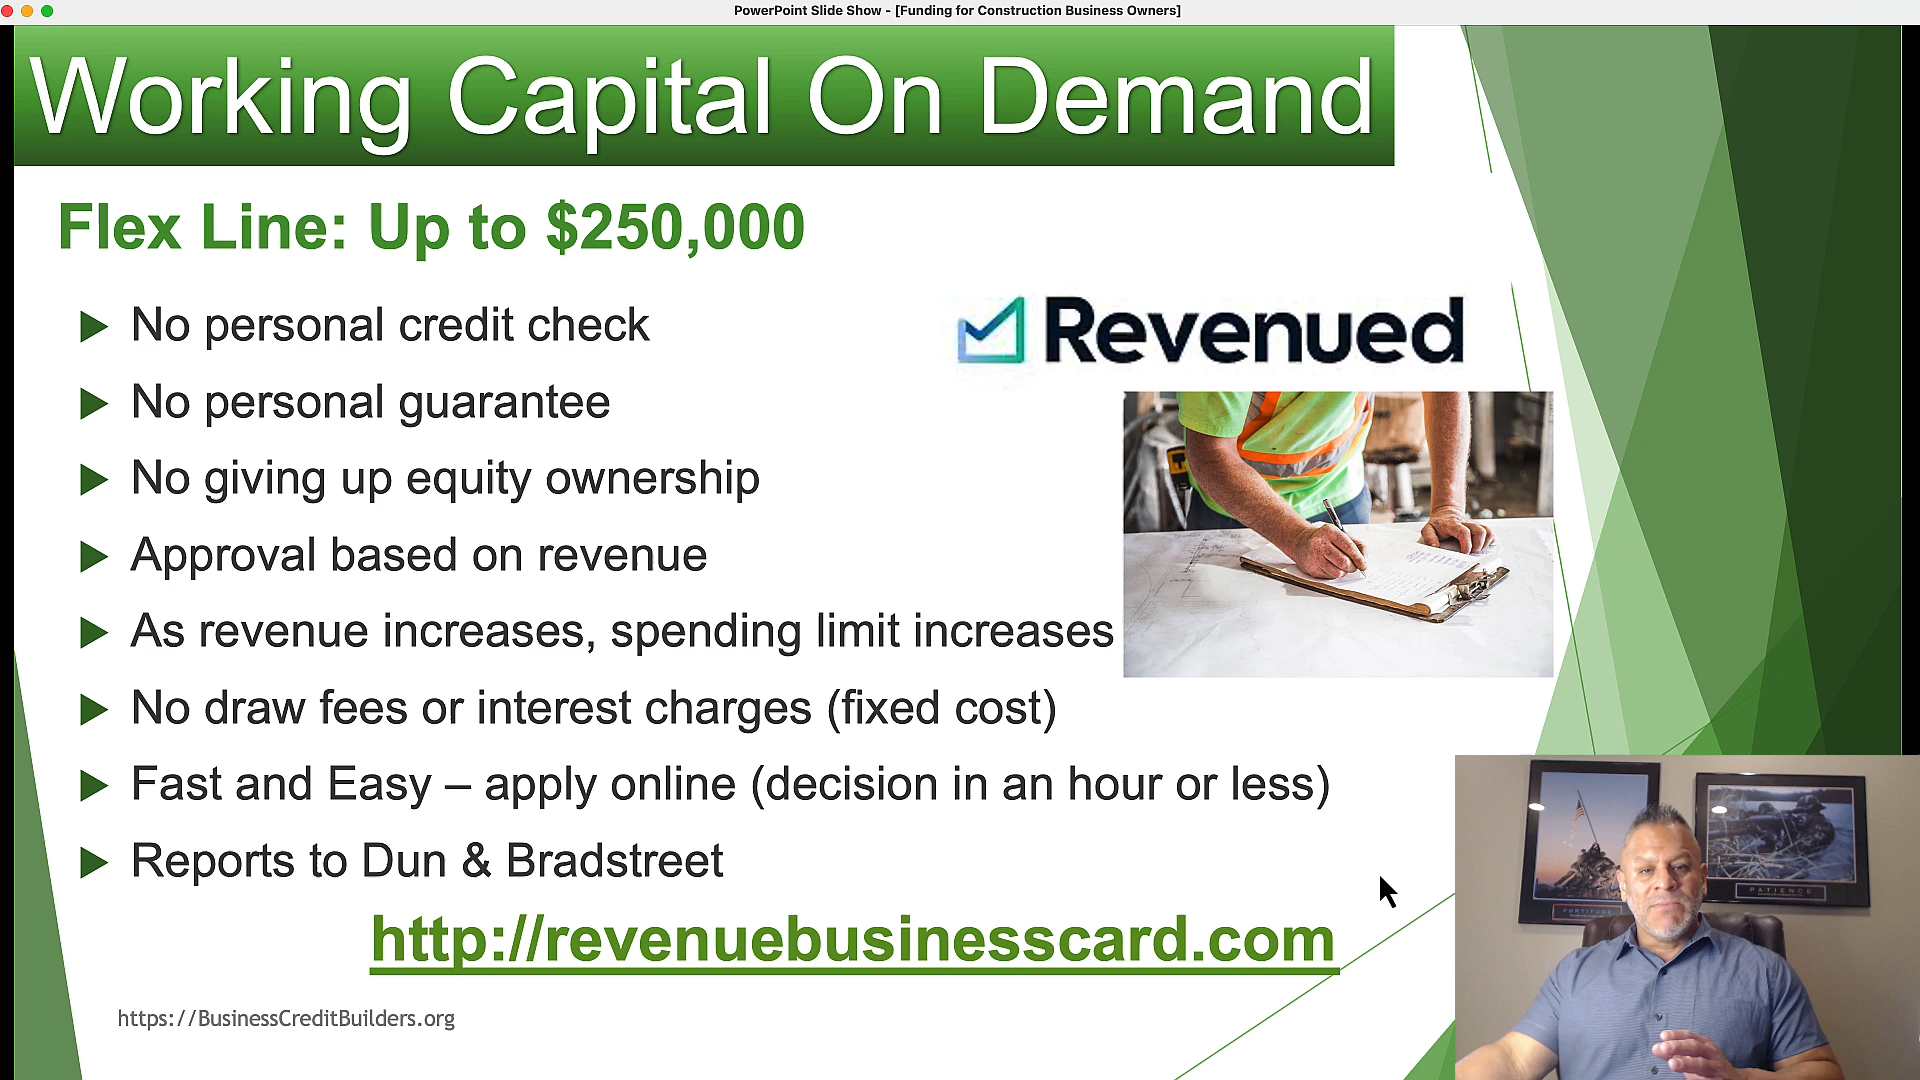 PowerPoint Slide Show - [Funding for Construction Business Owners]
Working Capital On Demand
Flex Line: Up to $250,000
No personal credit check
No personal guarantee
No giving up equity ownership
Approval based on revenue
As revenue increases, spending limit increases
No draw fees or interest charges (fixed cost)
Fast and Easy – apply online (decision in an hour or less)
Reports to Dun & Bradstreet
Revenued
http://revenuebusinesscard.com
https://BusinessCreditBuilders.org
FORTITUDE
PATIENCE